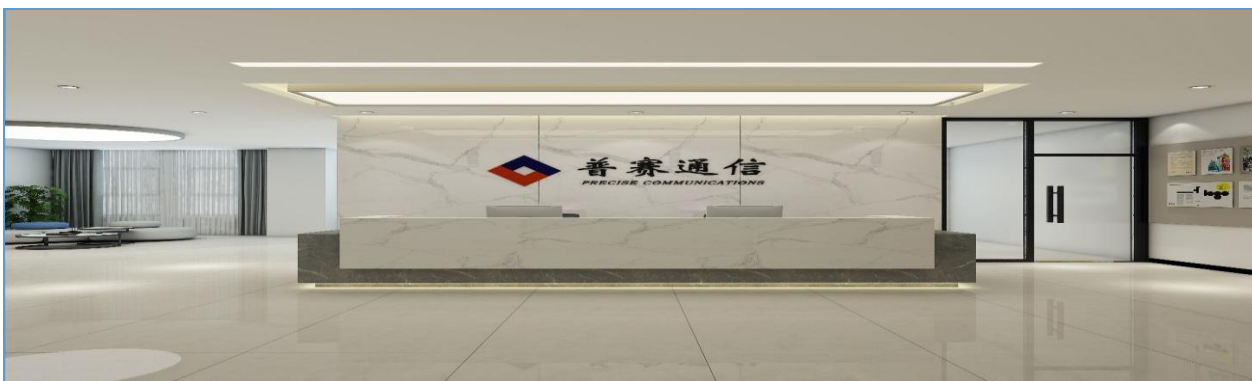 普赛通信
PRECISE COMMUNICATIONS